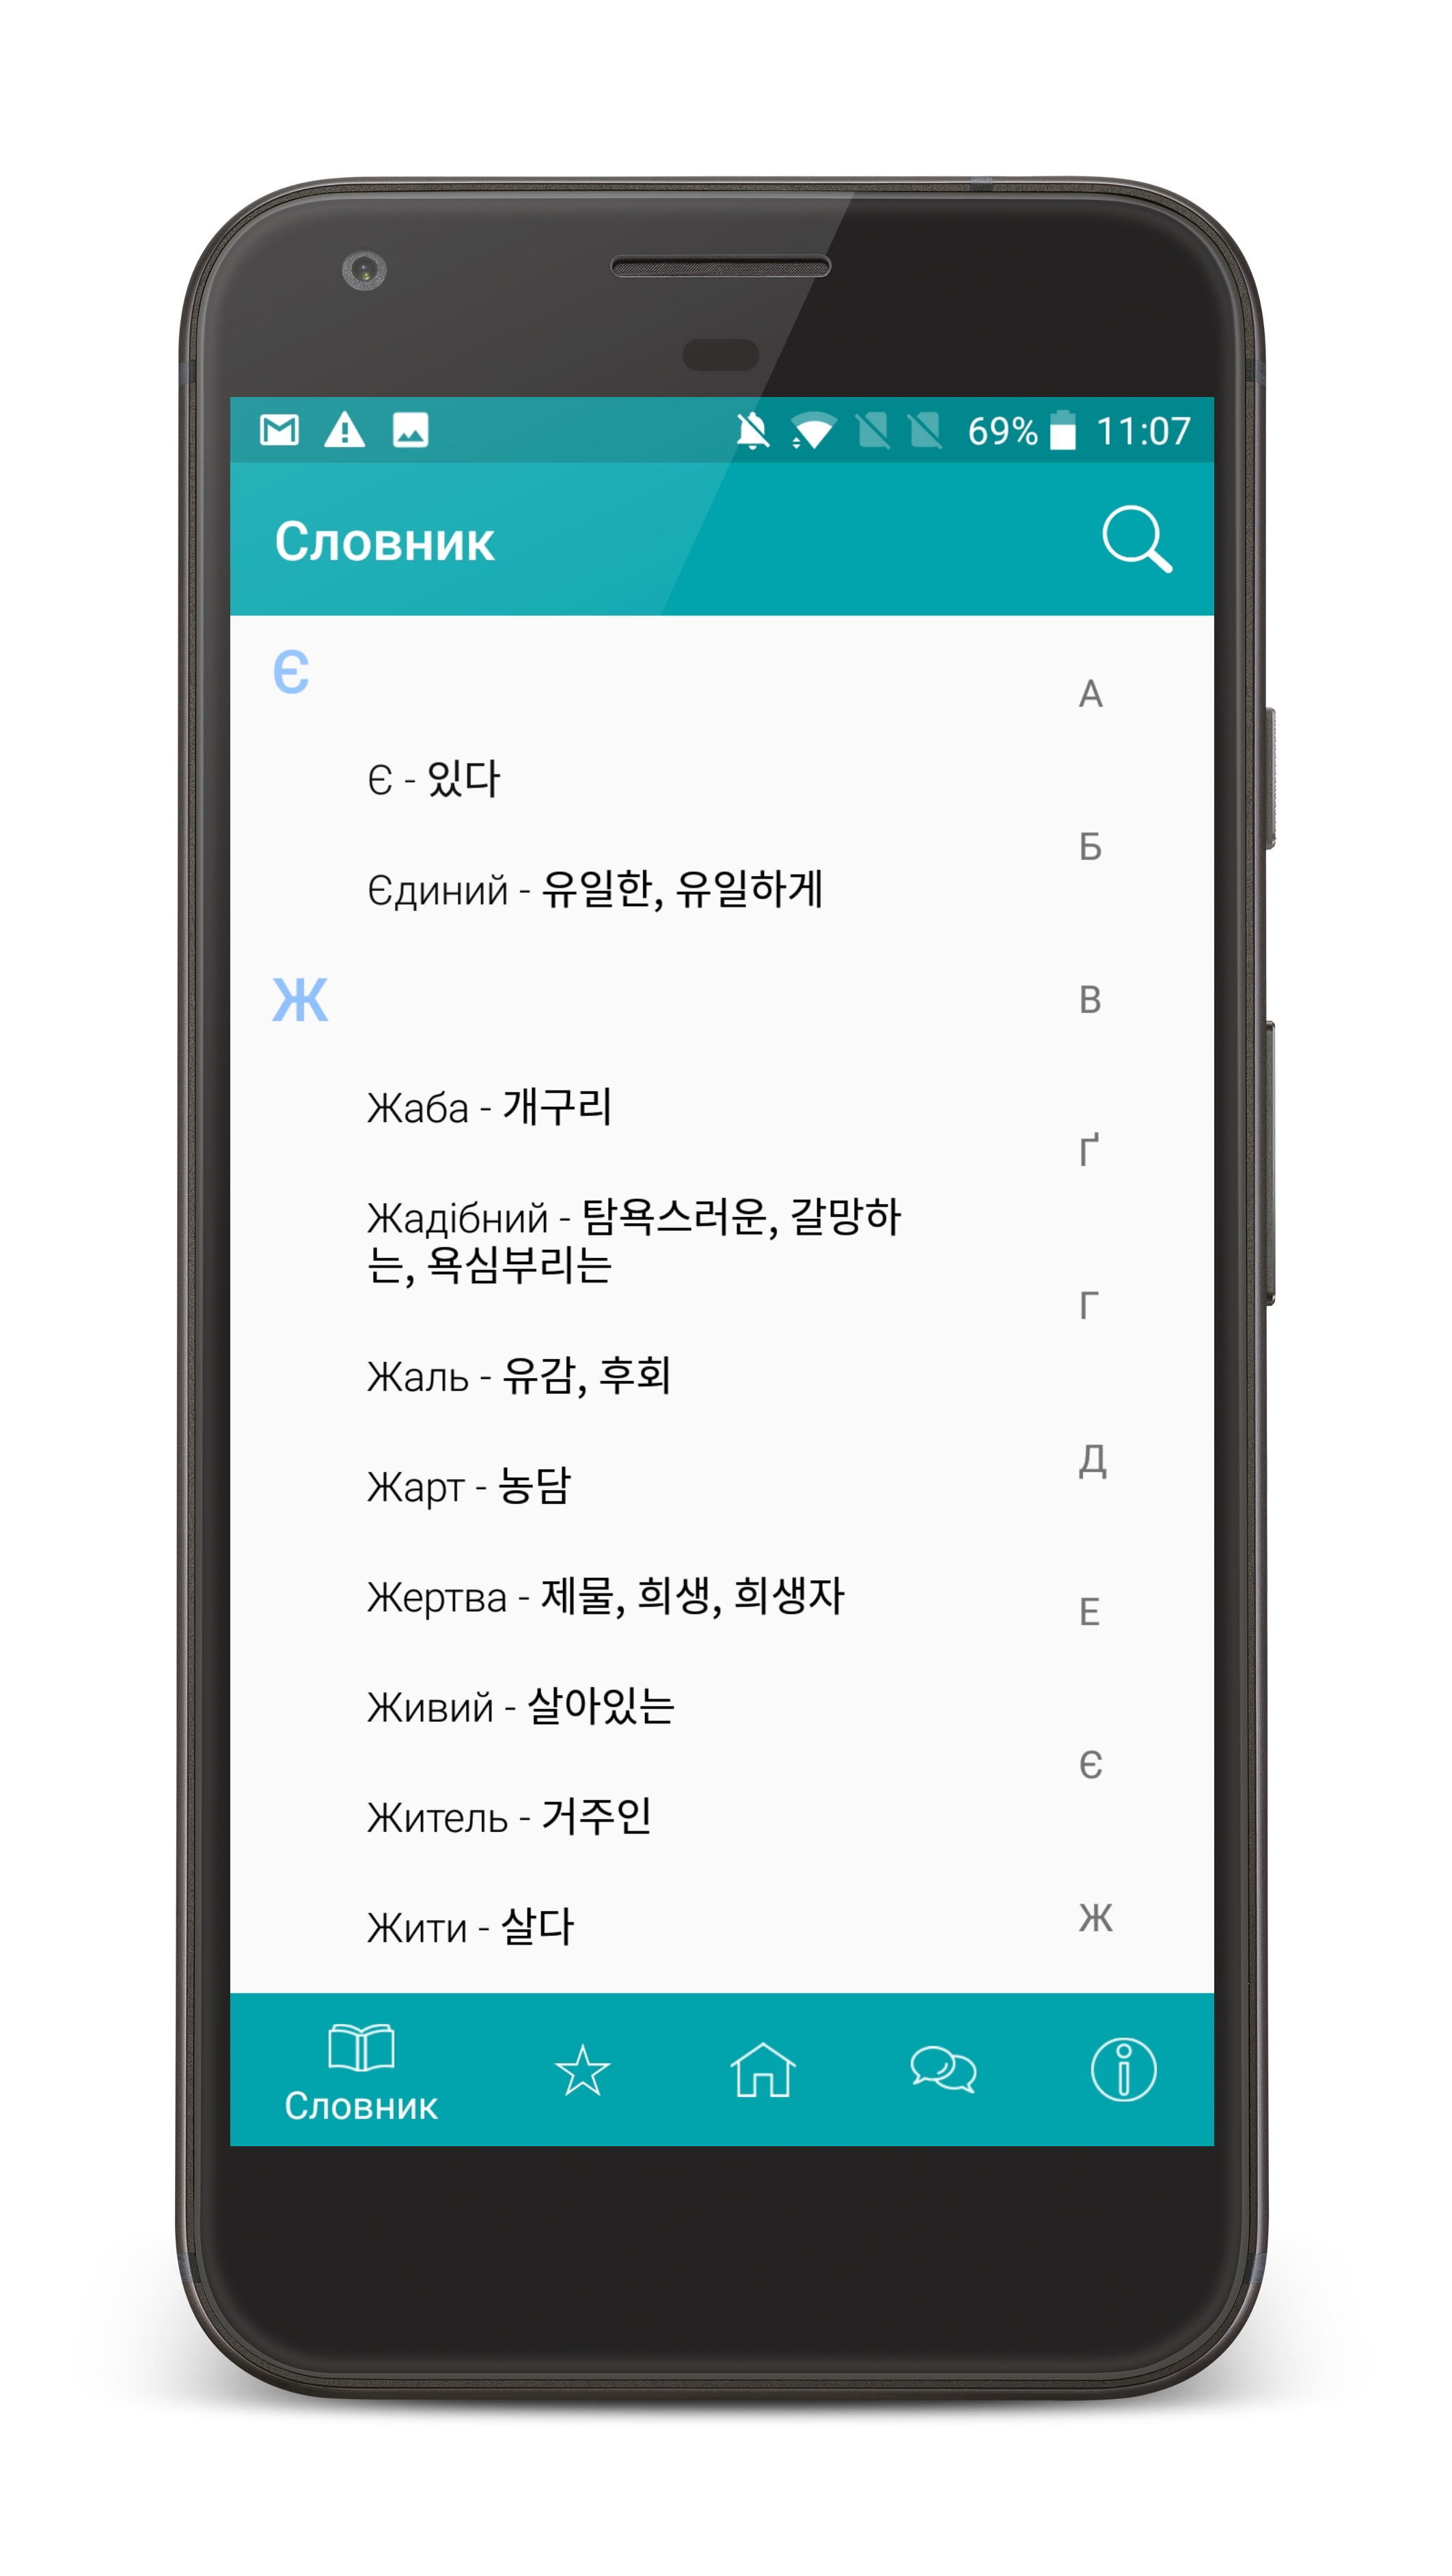 69% 11:07
Словник
Є
Є - 있다
Єдиний - 유일한, 유일하게
Ж
Жаба - 개구리
Жадібний - 탐욕스러운, 갈망하
는, 욕심부리는
Жаль - 유감, 후회
Жарт - 농담
Жертва - 제물, 희생, 희생자
Живий - 살아있는
Житель - 거주인
Жити - 살다
А
Б
В
Ґ
Г
Д
Е
Є
Ж
Словник